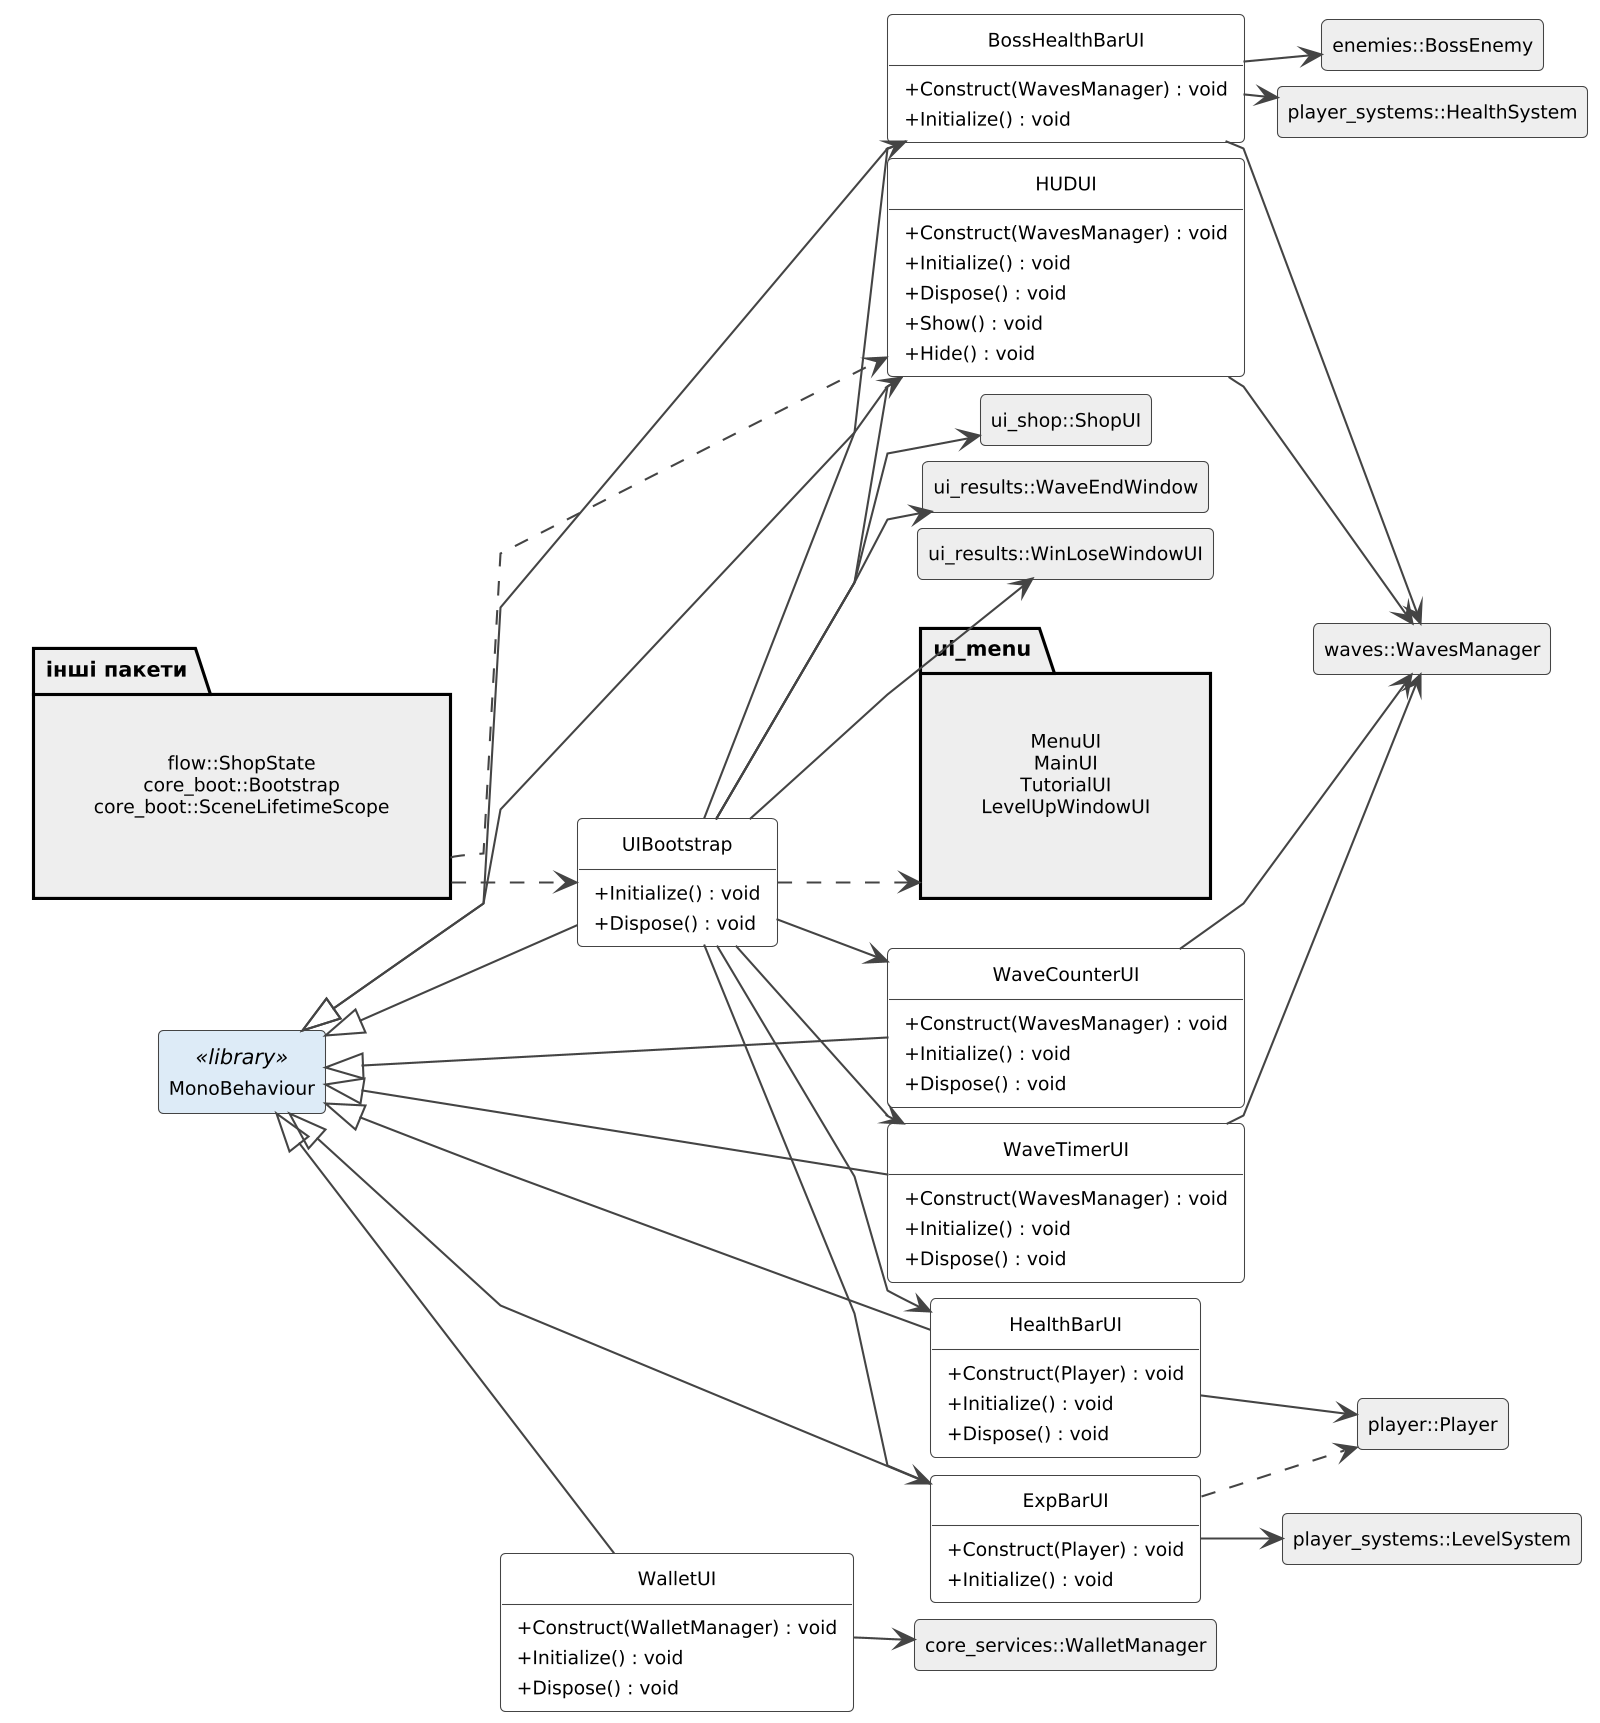 BossHealthBarUI
+Construct(WavesManager) : void
+Initialize() : void
enemies::BossEnemy
player_systems::HealthSystem
HUDUI
+Construct(WavesManager) : void
+Initialize() : void
+Dispose() : void
+Show() : void
+Hide() : void
ui_shop::ShopUI
ui_results::WaveEndWindow
ui_results::WinLoseWindowUI
waves::WavesManager
інші пакети
flow::ShopState
core_boot::Bootstrap
core_boot::SceneLifetimeScope
ui_menu
MenuUI
MainUI
TutorialUI
LevelUpWindowUI
UIBootstrap
+Initialize() : void
+Dispose() : void
«library»
MonoBehaviour
WaveCounterUI
+Construct(WavesManager) : void
+Initialize() : void
+Dispose() : void
WaveTimerUI
+Construct(WavesManager) : void
+Initialize() : void
+Dispose() : void
HealthBarUI
+Construct(Player) : void
+Initialize() : void
+Dispose() : void
player::Player
ExpBarUI
+Construct(Player) : void
+Initialize() : void
player_systems::LevelSystem
WalletUI
+Construct(WalletManager) : void
+Initialize() : void
+Dispose() : void
core_services::WalletManager